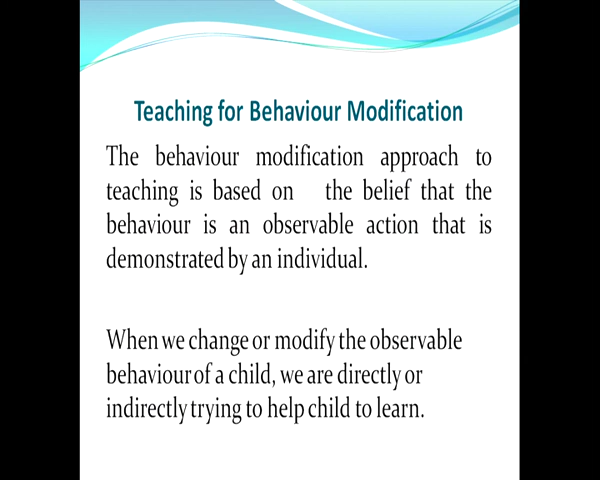 Teaching for Behaviour Modification
The behaviour modification approach to
teaching is based on the belief that the
behaviour is an observable action that is
demonstrated by an individual.
When we change or modify the observable
behaviour of a child, we are directly or
indirectly trying to help child to learn.